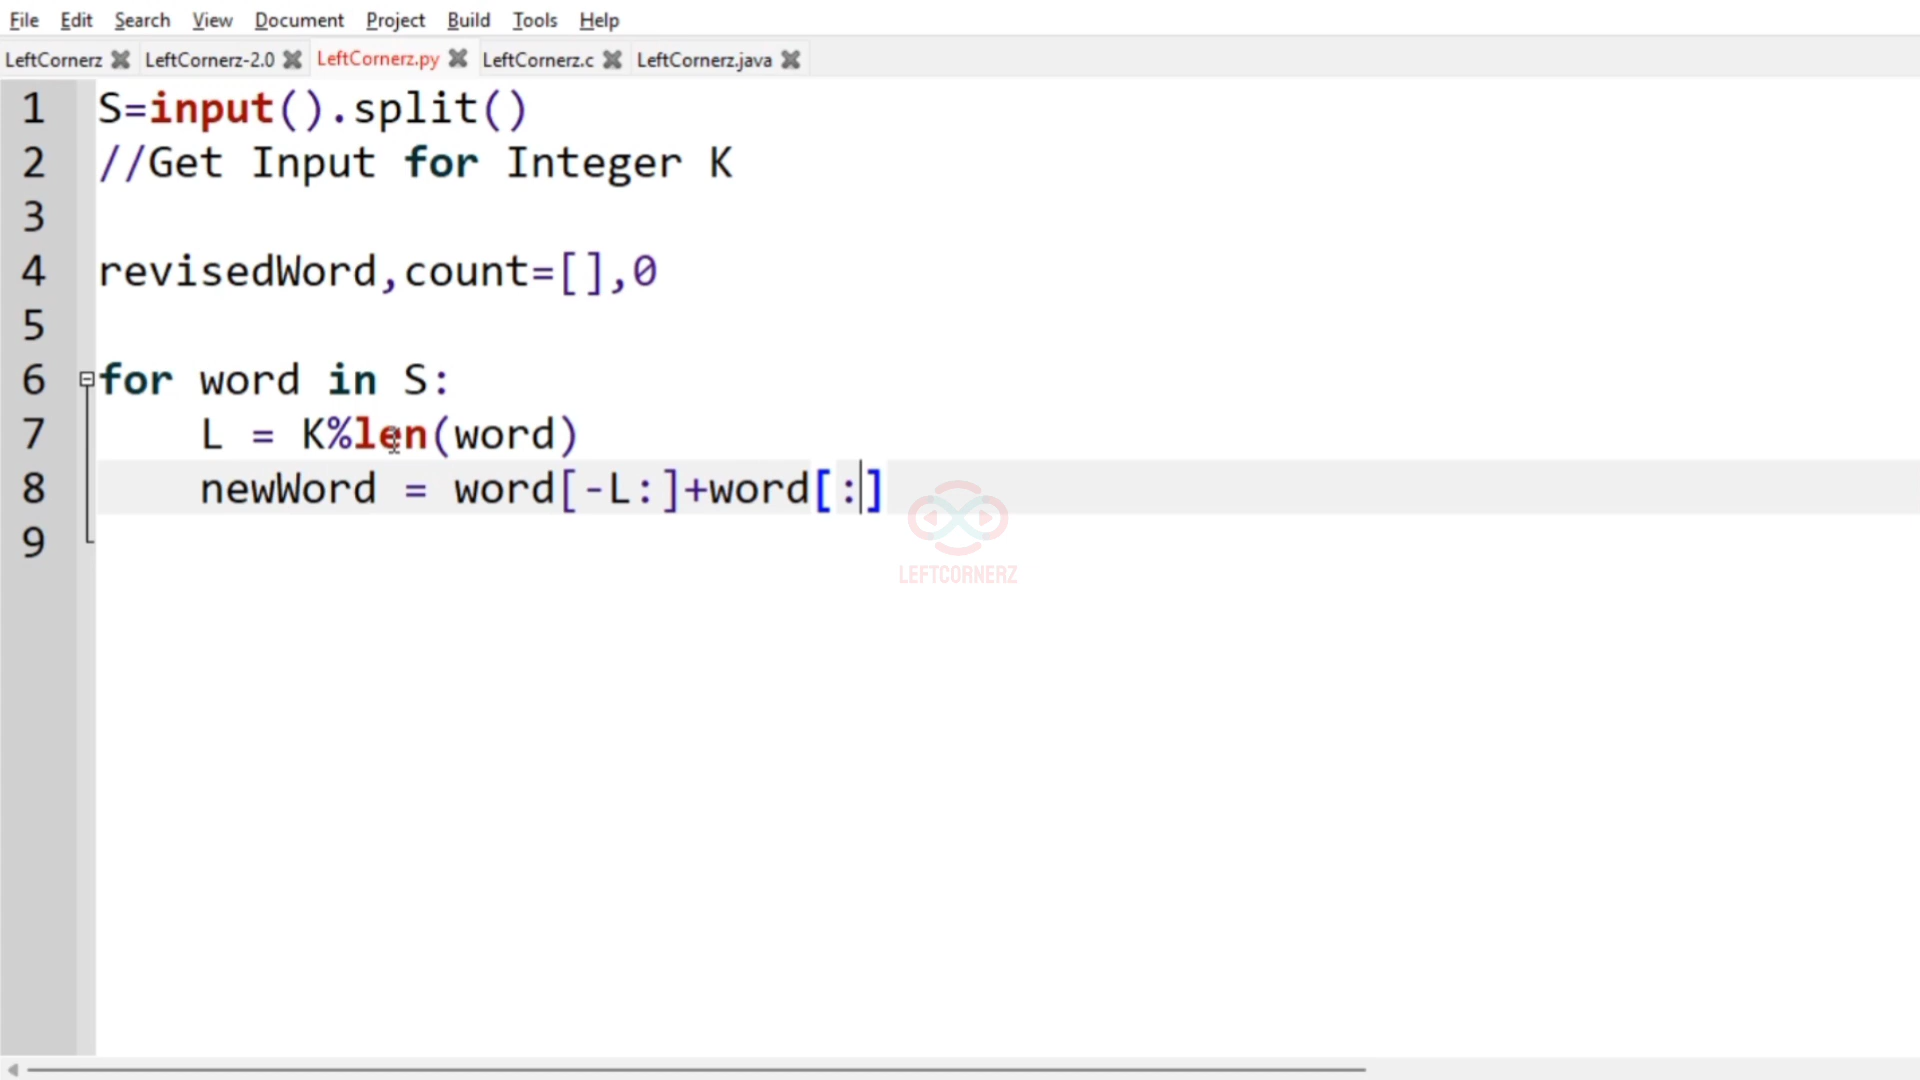 File Edit Search View Document Project Build Tools Help
LeftCornerz LeftCornerz-2.0 LeftCornerz.py LeftCornerz.c LeftCornerz.java
1 S=input().split()
2 //Get Input for Integer K
3
4 revisedWord,count=[],0
5
6 for word in S:
7 L = K%len(word)
8 newWord = word[-L:]+word[:]
9
LEFTCORNERZ